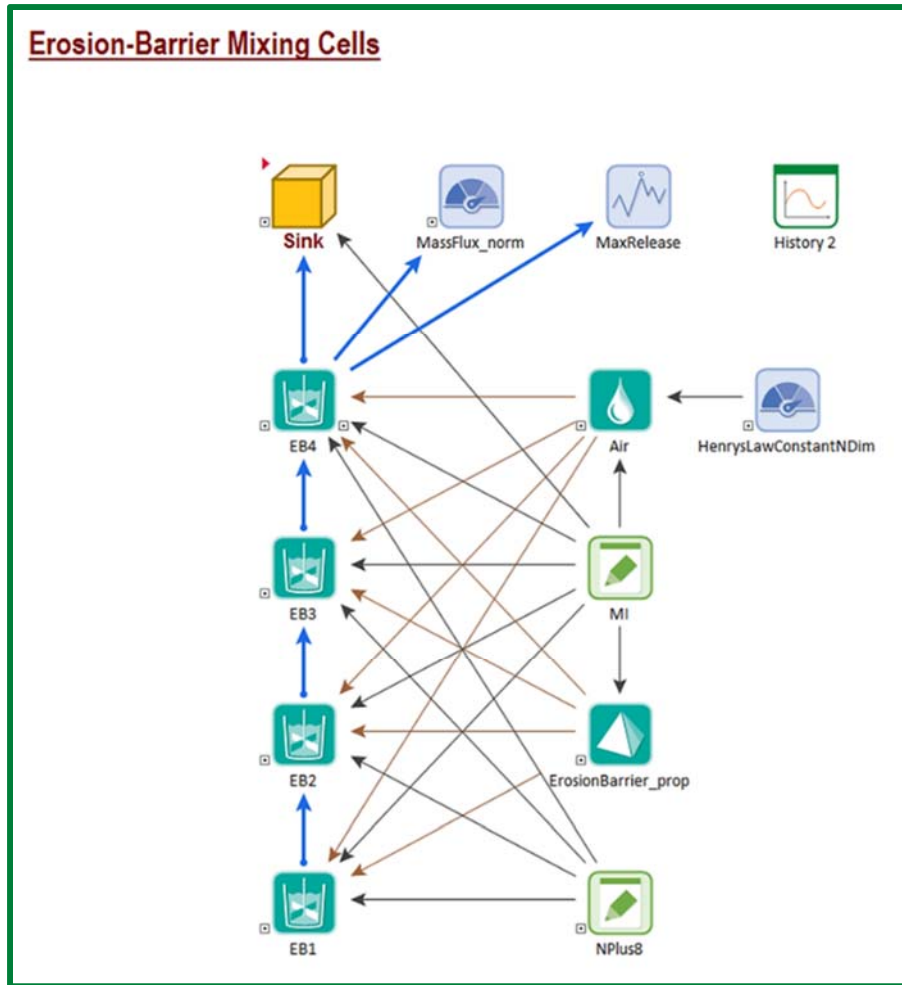 Erosion-Barrier Mixing Cells
Sink
MassFlux_norm
MaxRelease
History 2
EB4
Air
HenrysLawConstantNDim
EB3
MI
EB2
ErosionBarrier_prop
EB1
NPlus8